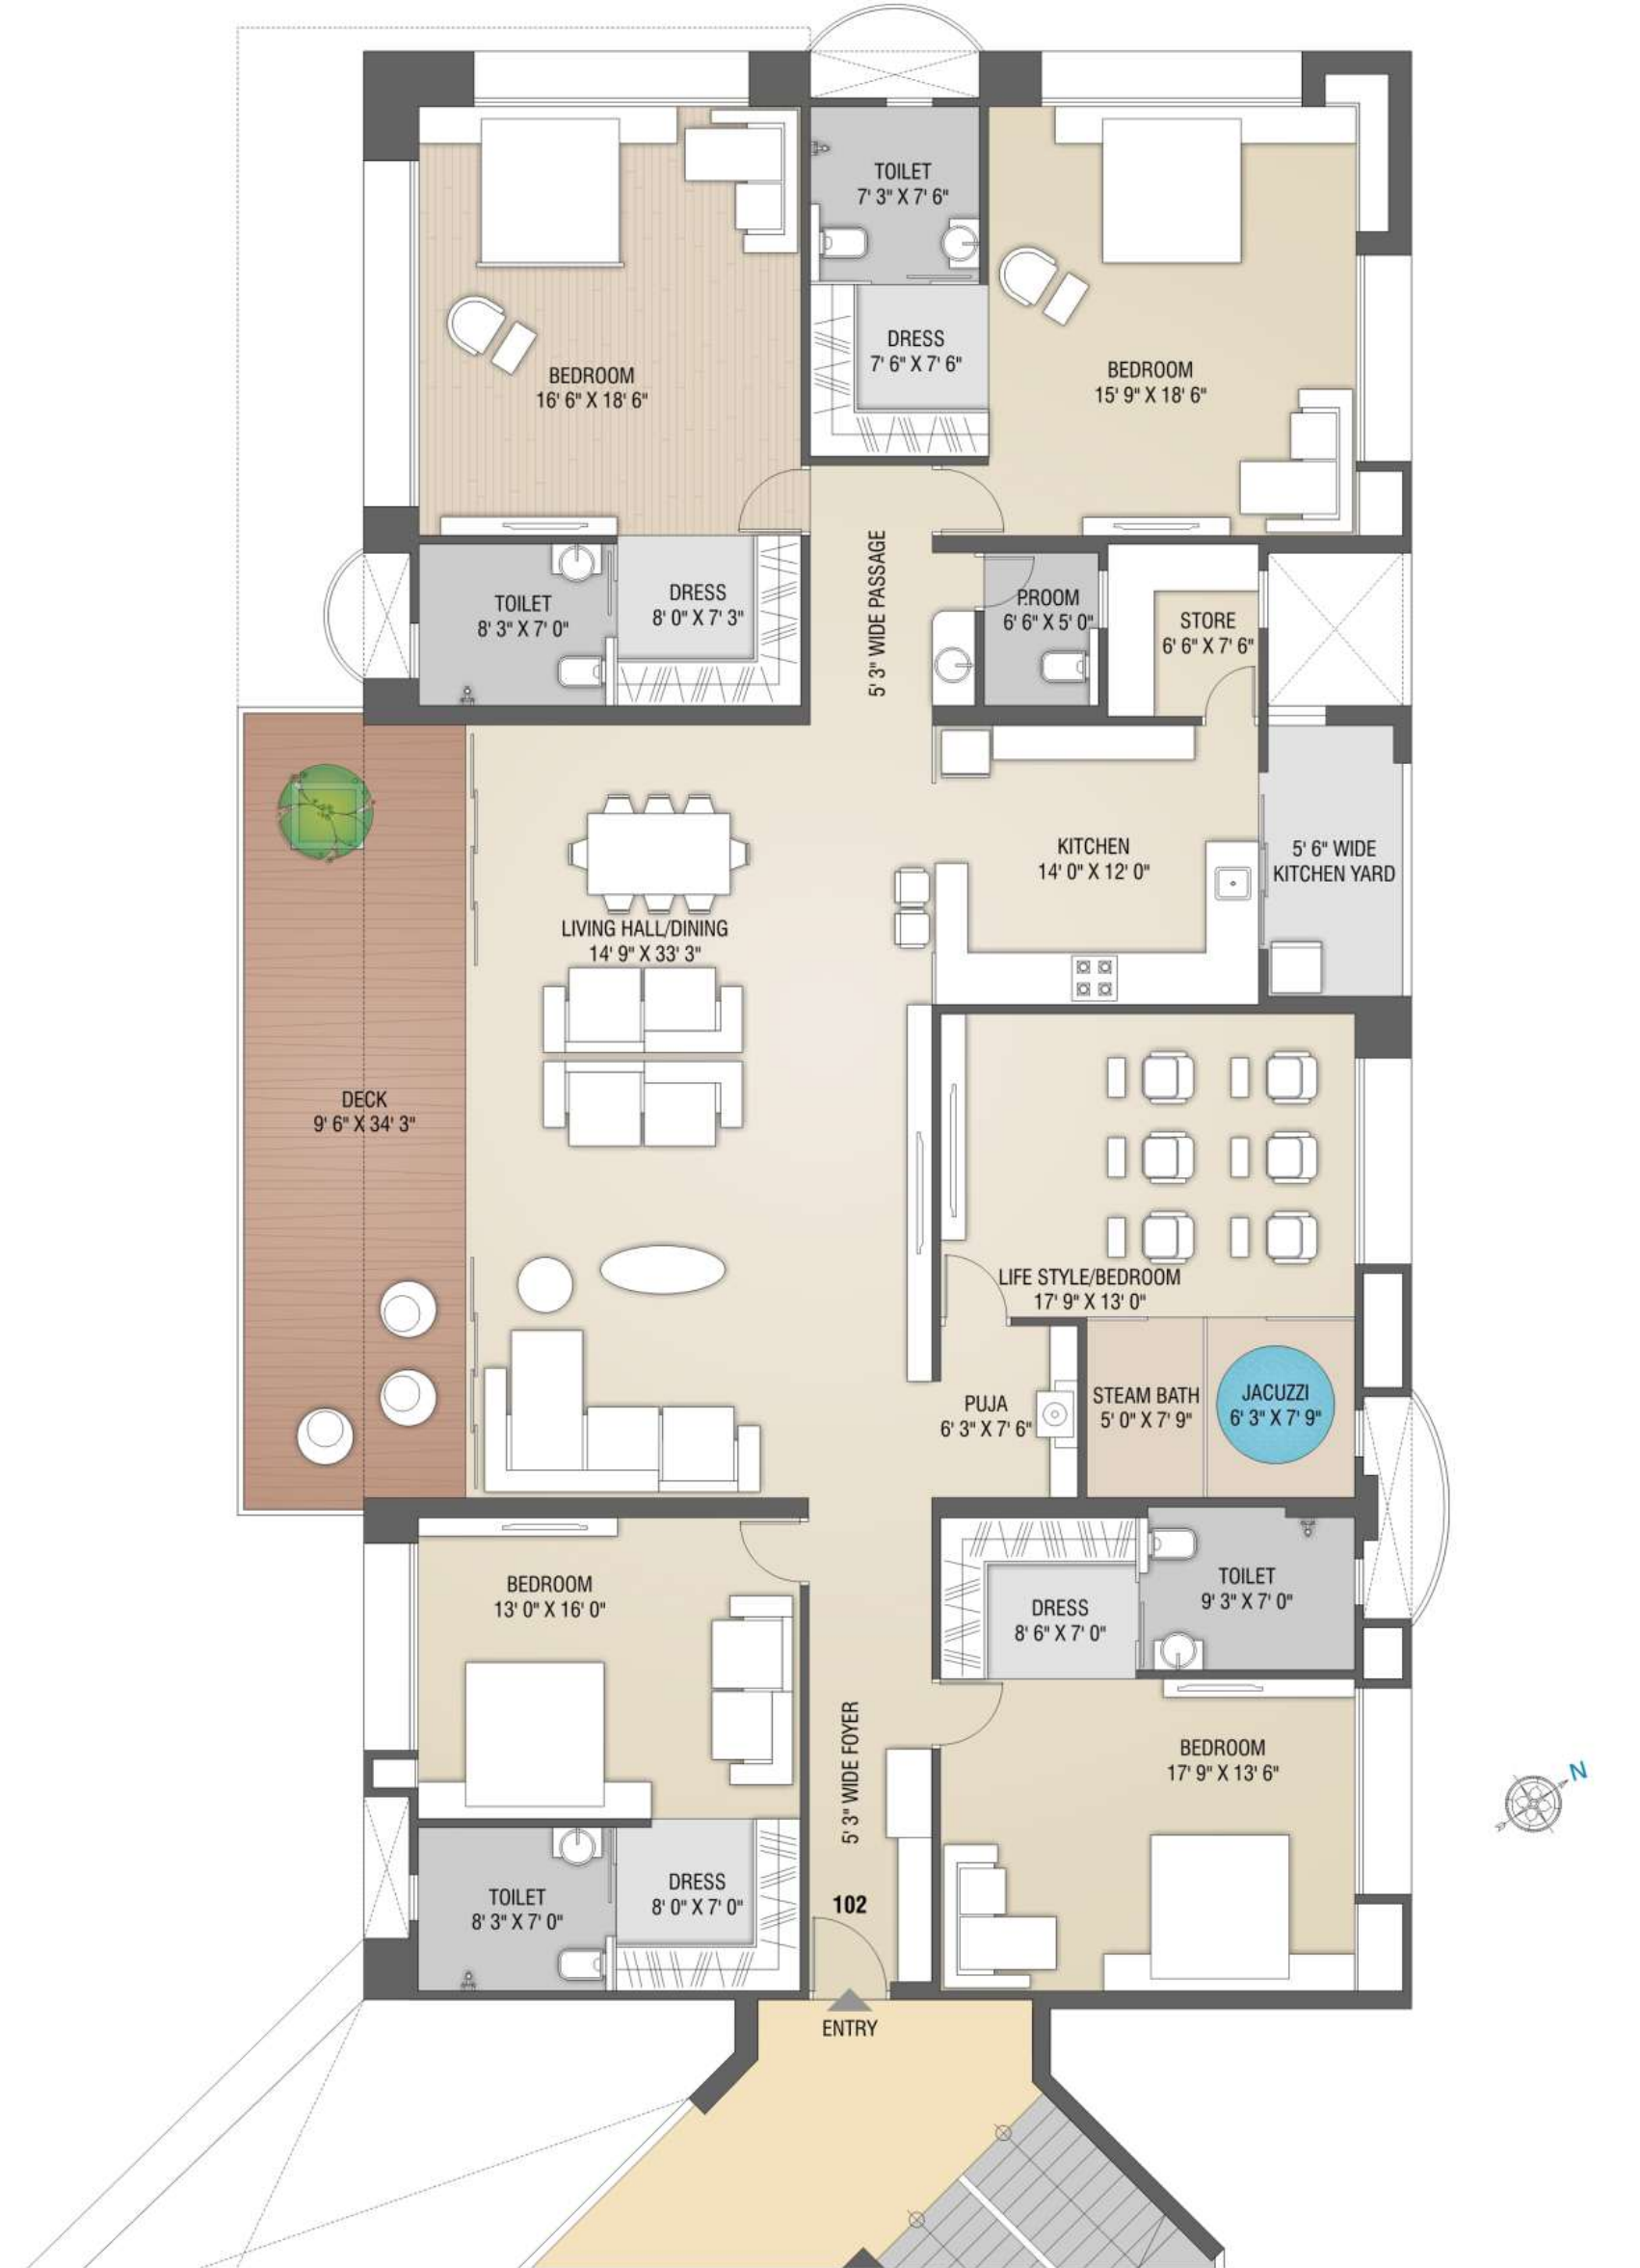 TOILET
7' 3" X 7' 6"
DRESS
7' 6" X 7' 6"
BEDROOM
16' 6" X 18' 6"
BEDROOM
15' 9" X 18' 6"
5' 3" WIDE PASSAGE
TOILET
8' 3" X 7' 0"
DRESS
8' 0" X 7' 3"
P.ROOM
6' 6" X 5' 0"
STORE
6' 6" X 7' 6"
KITCHEN
14' 0" X 12' 0"
5' 6" WIDE
KITCHEN YARD
LIVING HALL/DINING
14' 9" X 33' 3"
DECK
9' 6" X 34' 3"
LIFE STYLE/BEDROOM
17' 9" X 13' 0"
PUJA
6' 3" X 7' 6"
STEAM BATH
5' 0" X 7' 9"
JACUZZI
6' 3" X 7' 9"
BEDROOM
13' 0" X 16' 0"
DRESS
8' 6" X 7' 0"
TOILET
9' 3" X 7' 0"
5' 3" WIDE FOYER
BEDROOM
17' 9" X 13' 6"
N
TOILET
8' 3" X 7' 0"
DRESS
8' 0" X 7' 0"
102
ENTRY